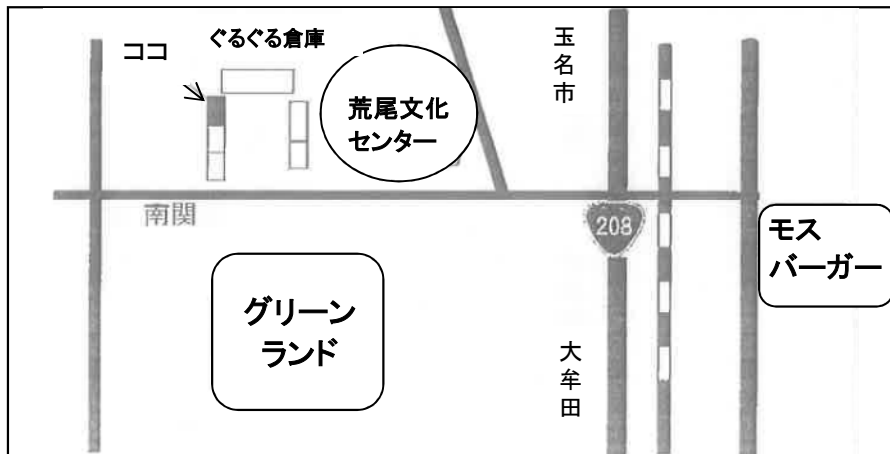 ココ
ぐるぐる倉庫
荒尾文化
センター
玉名市
南関
208
モス
バーガー
グリーン
ランド
大牟田